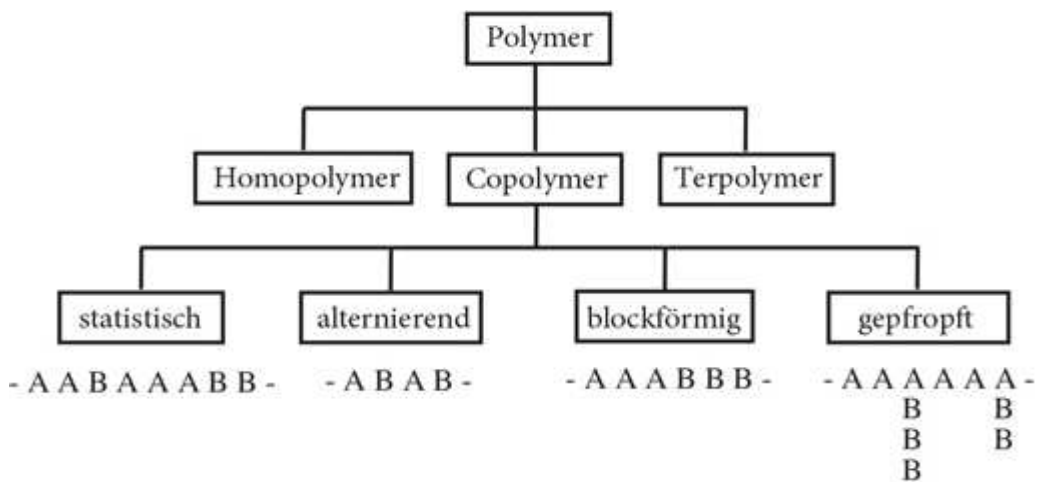 Polymer
Homopolymer Copolymer Terpolymer
statistisch alternierend blockförmig gepfropft
- A A B A A A B B - - A B A B - - A A A B B B - - A A A A A A -
B B
B B
B